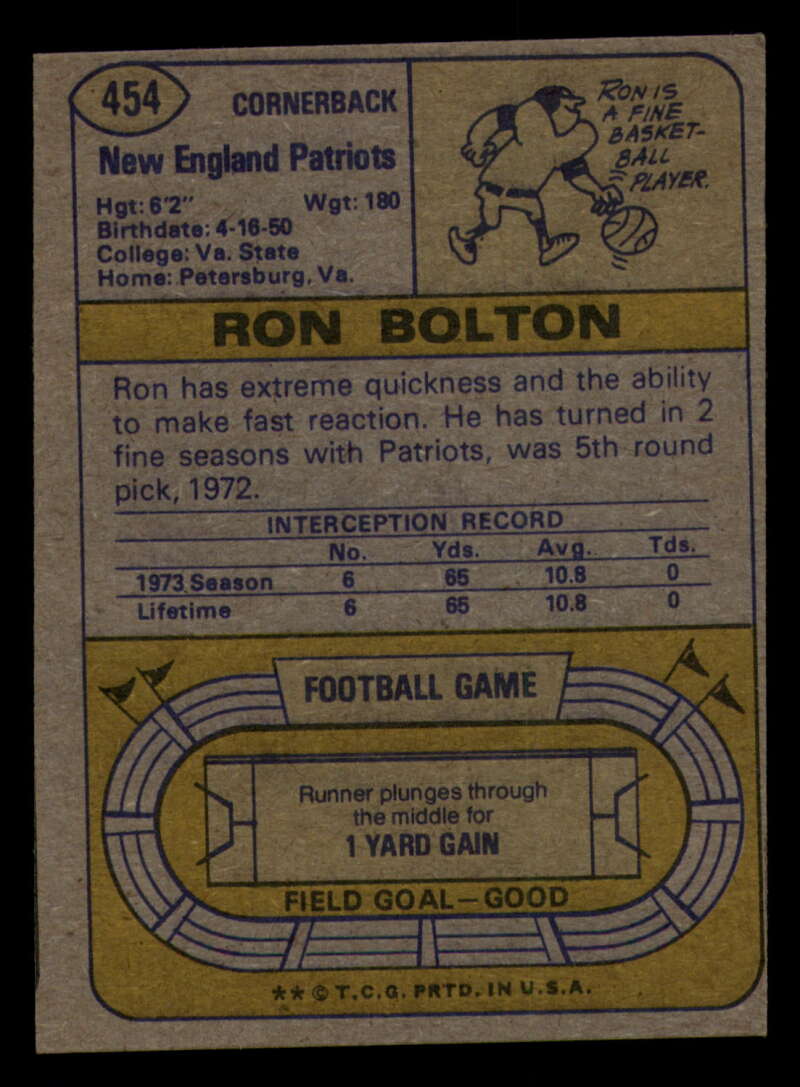 454
CORNERBACK
New England Patriots
Hgt: 6'2" Wgt: 180
Birthdate: 4-16-50
College: Va. State
Home: Petersburg, Va.
RON IS
A FINE
BASKET-
BALL
PLAYER.
RON BOLTON
Ron has extreme quickness and the ability
to make fast reaction. He has turned in 2
fine seasons with Patriots, was 5th round
pick, 1972.
INTERCEPTION RECORD
No. Yds. Avg. Tds.
1973 Season 6 65 10.8 0
Lifetime 6 65 10.8 0
FOOTBALL GAME
Runner plunges through
the middle for
1 YARD GAIN
FIELD GOAL—GOOD
** © T.C.G. PRTD. IN U.S.A.